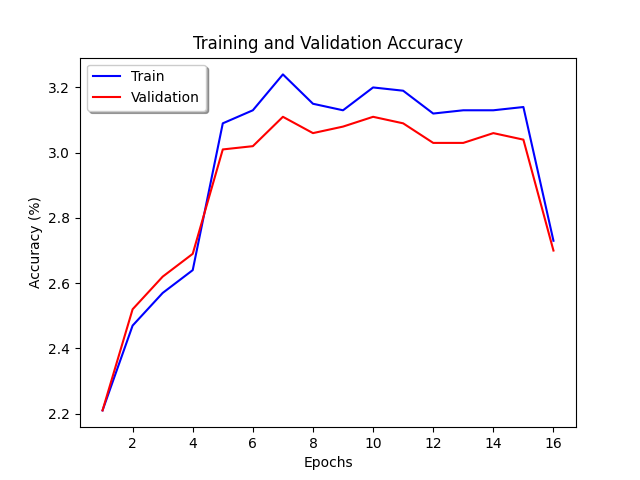 Training and Validation Accuracy
Train
Validation
Accuracy (%)
3.2
3.0
2.8
2.6
2.4
2.2
2 4 6 8 10 12 14 16
Epochs